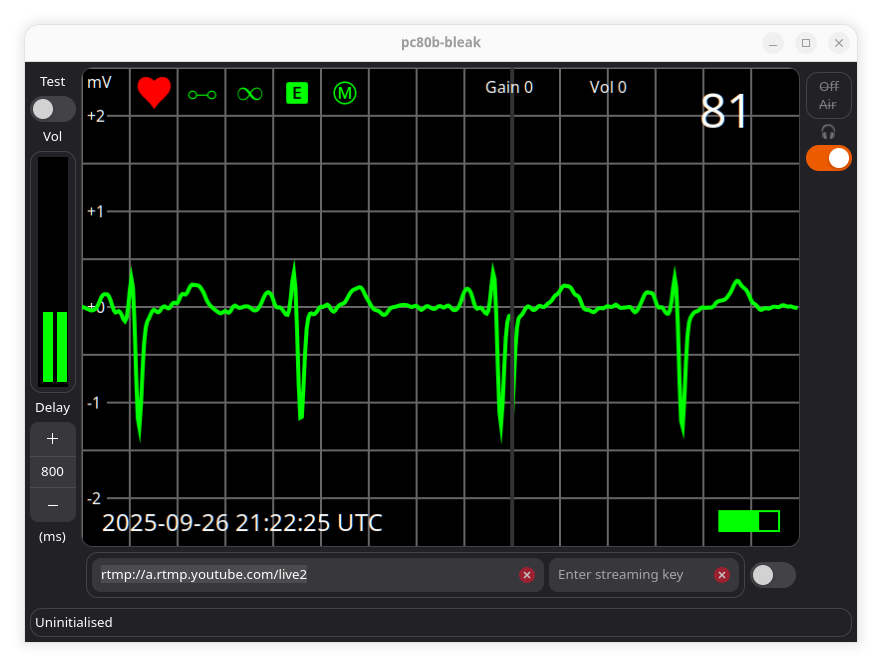 pc80b-bleak
Test
Vol
Delay
+
800
−
(ms)
mV
E
M
Gain 0
Vol 0
81
+2
+1
+0
-1
-2
2025-09-26 21:22:25 UTC
Off
Air
rtmp://a.rtmp.youtube.com/live2
Enter streaming key
Uninitialised